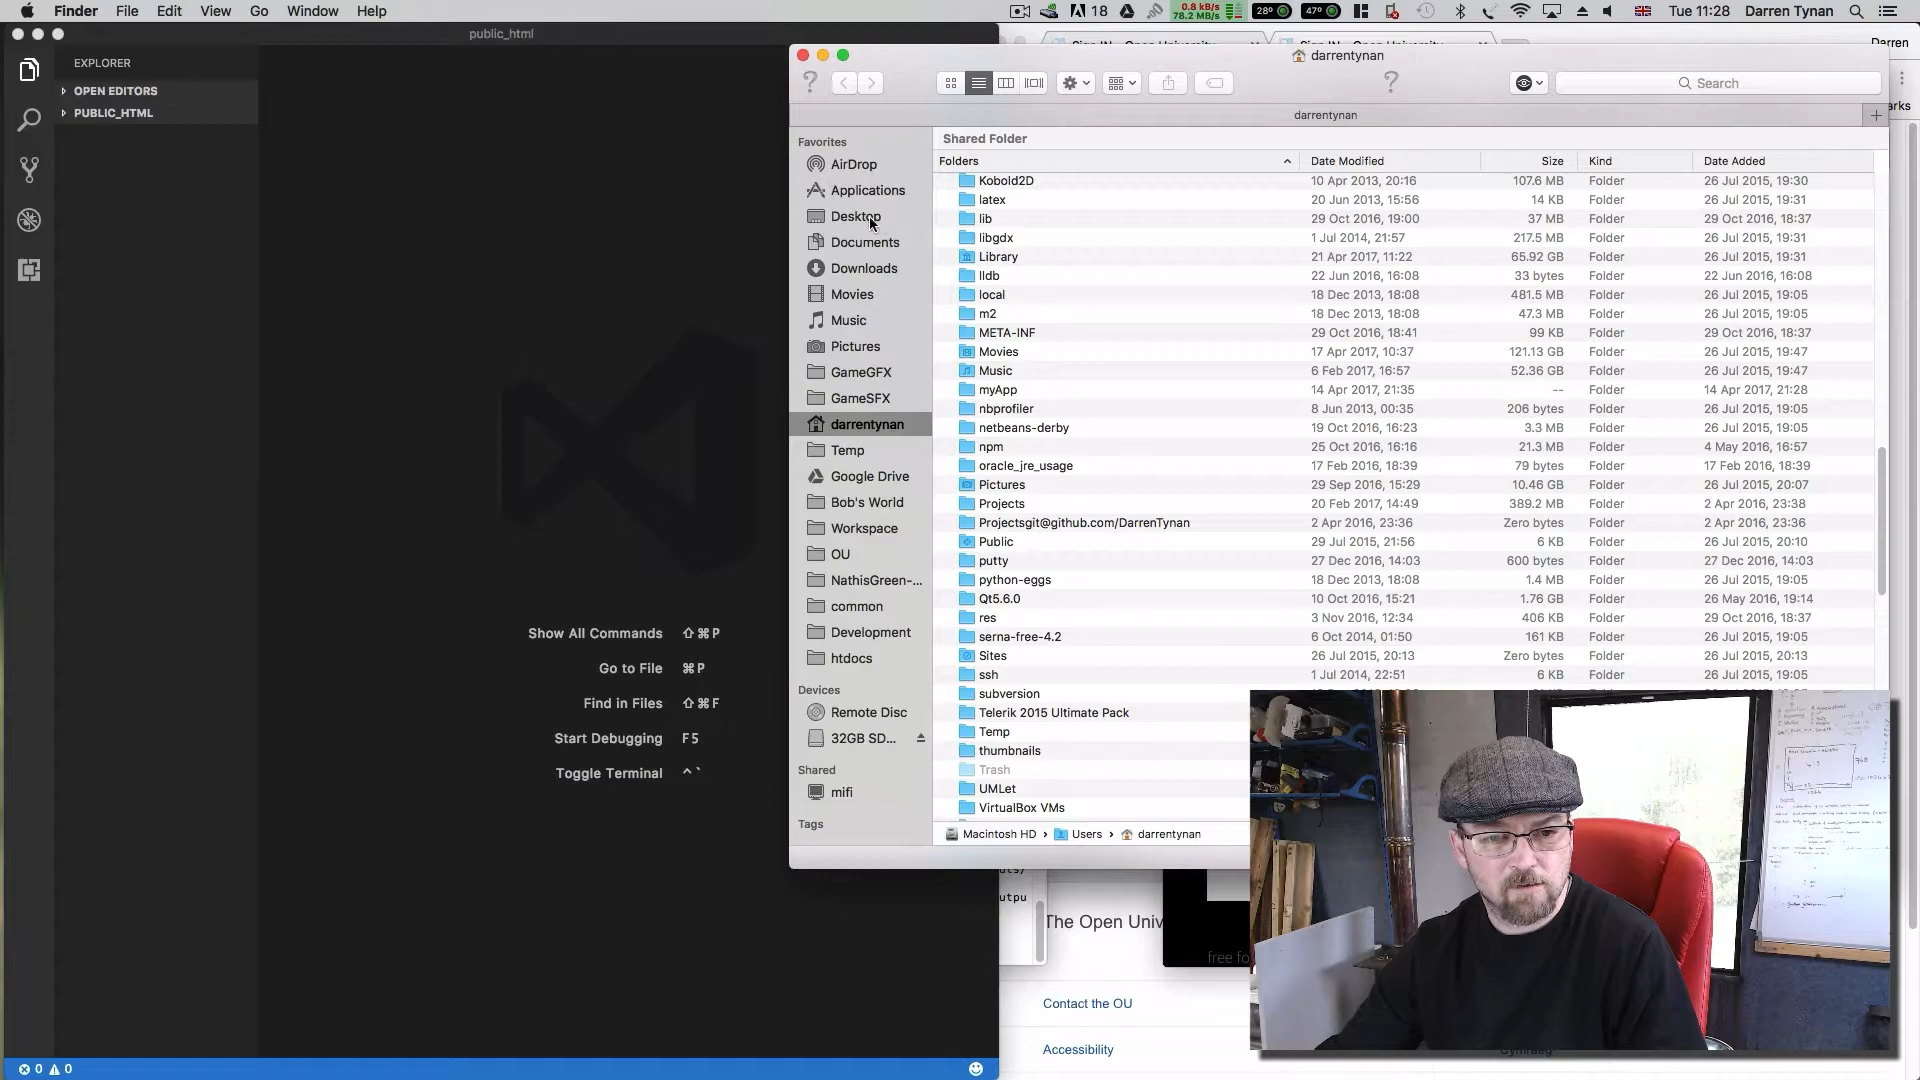 Finder File Edit View Go Window Help
18 0.8 kB/s 78.2 MB/s 28° 47° Tue 11:28 Darren Tynan
public_html
EXPLORER
OPEN EDITORS
PUBLIC_HTML
Show All Commands ⇧⌘P
Go to File ⌘P
Find in Files ⇧⌘F
Start Debugging F5
Toggle Terminal ^`
0 0
Darren
darrentynan
Search
darrentynan
Favorites
AirDrop
Applications
Desktop
Documents
Downloads
Movies
Music
Pictures
GameGFX
GameSFX
darrentynan
Temp
Google Drive
Bob's World
Workspace
OU
NathisGreen-...
common
Development
htdocs
Devices
Remote Disc
32GB SD...
Shared
mifi
Tags
Shared Folder
Folders Date Modified Size Kind Date Added
Kobold2D 10 Apr 2013, 20:16 107.6 MB Folder 26 Jul 2015, 19:30
latex 20 Jun 2013, 15:56 14 KB Folder 26 Jul 2015, 19:31
lib 29 Oct 2016, 19:00 37 MB Folder 29 Oct 2016, 18:37
libgdx 1 Jul 2014, 21:57 217.5 MB Folder 26 Jul 2015, 19:31
Library 21 Apr 2017, 11:22 65.92 GB Folder 26 Jul 2015, 19:31
lldb 22 Jun 2016, 16:08 33 bytes Folder 22 Jun 2016, 16:08
local 18 Dec 2013, 18:08 481.5 MB Folder 26 Jul 2015, 19:05
m2 18 Dec 2013, 18:08 47.3 MB Folder 26 Jul 2015, 19:05
META-INF 29 Oct 2016, 18:41 99 KB Folder 29 Oct 2016, 18:37
Movies 17 Apr 2017, 10:37 121.13 GB Folder 26 Jul 2015, 19:47
Music 6 Feb 2017, 16:57 52.36 GB Folder 26 Jul 2015, 19:47
myApp 14 Apr 2017, 21:35 -- Folder 14 Apr 2017, 21:28
nbprofiler 8 Jun 2013, 00:35 206 bytes Folder 26 Jul 2015, 19:05
netbeans-derby 19 Oct 2016, 16:23 3.3 MB Folder 26 Jul 2015, 19:05
npm 25 Oct 2016, 16:16 21.3 MB Folder 4 May 2016, 16:57
oracle_jre_usage 17 Feb 2016, 18:39 79 bytes Folder 17 Feb 2016, 18:39
Pictures 29 Sep 2016, 15:29 10.46 GB Folder 26 Jul 2015, 20:07
Projects 20 Feb 2017, 14:49 389.2 MB Folder 2 Apr 2016, 23:38
Projectsgit@github.com/DarrenTynan 2 Apr 2016, 23:36 Zero bytes Folder 2 Apr 2016, 23:36
Public 29 Jul 2015, 21:56 6 KB Folder 26 Jul 2015, 20:10
putty 27 Dec 2016, 14:03 600 bytes Folder 27 Dec 2016, 14:03
python-eggs 18 Dec 2013, 18:08 1.4 MB Folder 26 Jul 2015, 19:05
Qt5.6.0 10 Oct 2016, 15:21 1.76 GB Folder 26 May 2016, 19:14
res 3 Nov 2016, 12:34 406 KB Folder 29 Oct 2016, 18:37
serna-free-4.2 6 Oct 2014, 01:50 161 KB Folder 26 Jul 2015, 19:05
Sites 26 Jul 2015, 20:13 Zero bytes Folder 26 Jul 2015, 20:13
ssh 1 Jul 2014, 22:51 6 KB Folder 26 Jul 2015, 19:05
subversion
Telerik 2015 Ultimate Pack
Temp
thumbnails
Trash
UMLet
VirtualBox VMs
Macintosh HD › Users › darrentynan
The Open Univ
free fo
Contact the OU
Accessibility